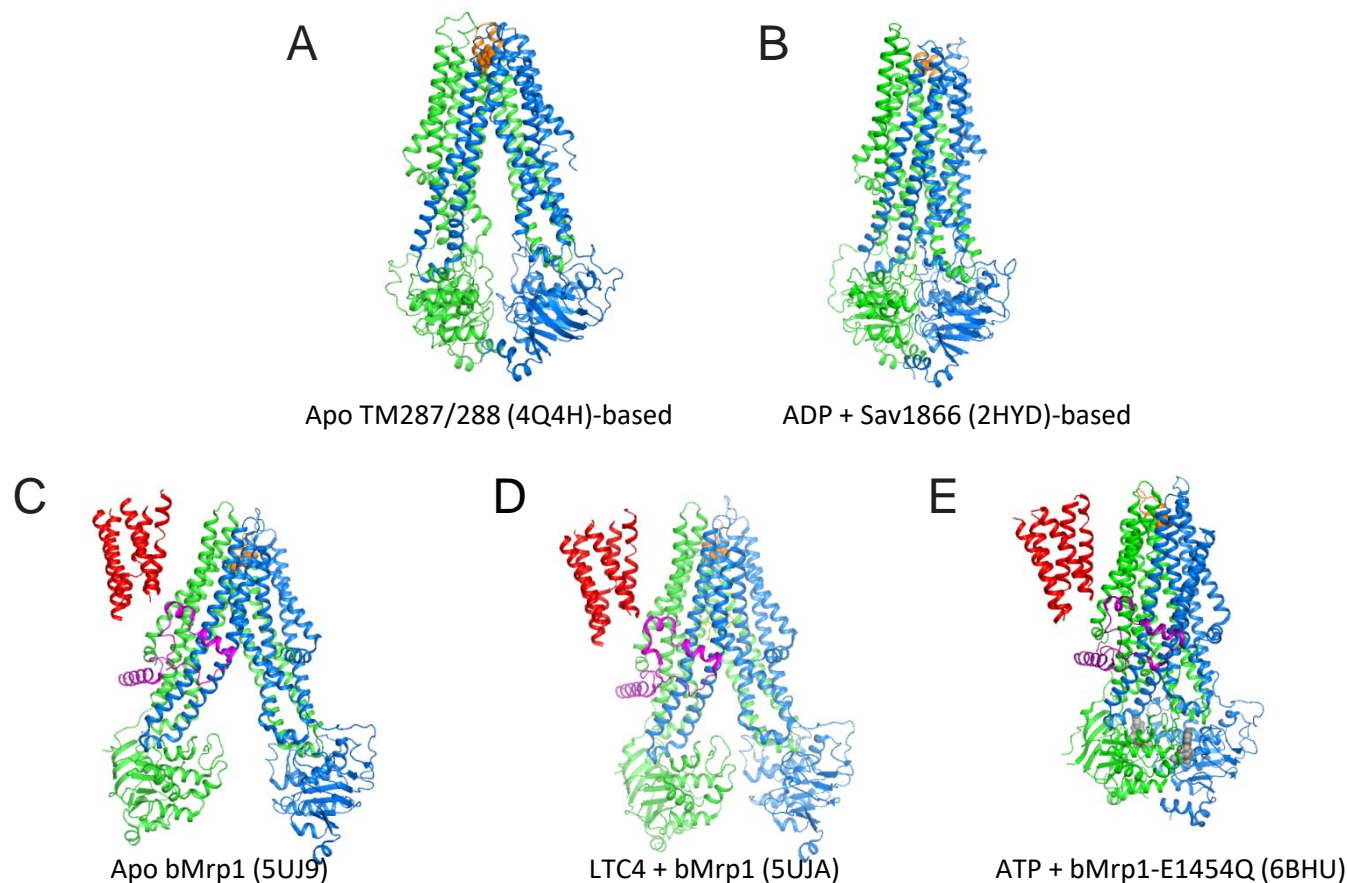 A
B
Apo TM287/288 (4Q4H)-based
ADP + Sav1866 (2HYD)-based
C
D
E
Apo bMrp1 (5UJ9)
LTC4 + bMrp1 (5UJA)
ATP + bMrp1-E1454Q (6BHU)